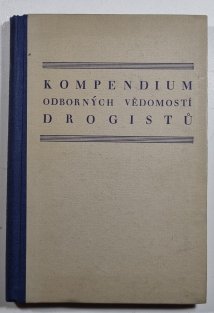 KOMPENDIUM
ODBORNÝCH VĚDOMOSTÍ
DROGISTŮ